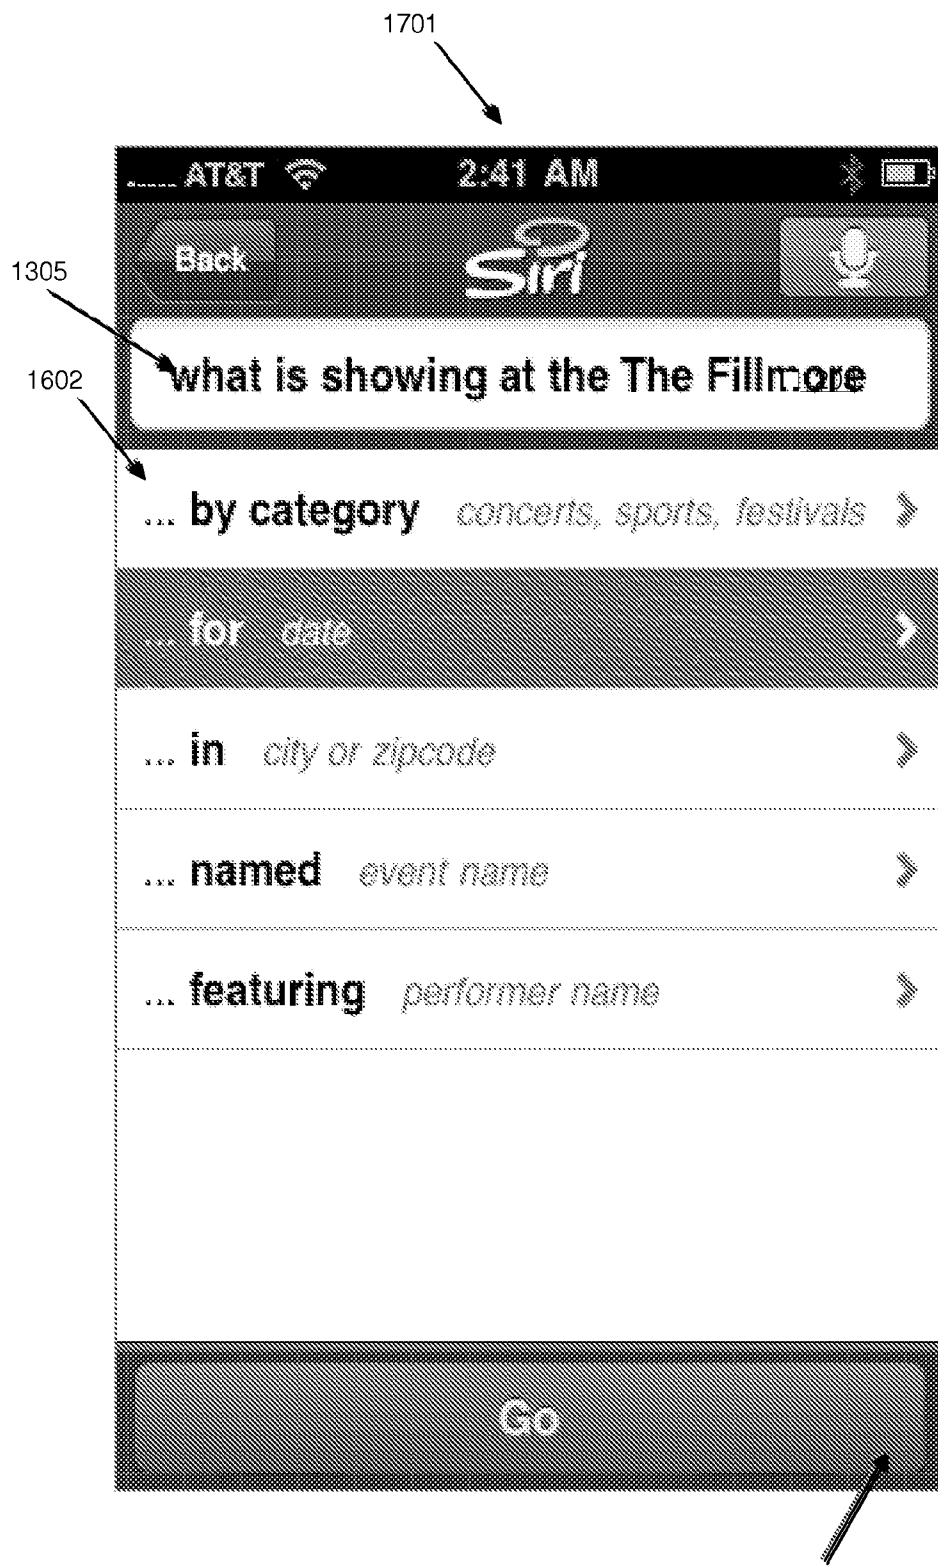 1701
..... AT&T 2:41 AM
Back Siri
1305
what is showing at the The Fillmore
1602
... by category concerts, sports, festivals
... for date
... in city or zipcode
... named event name
... featuring performer name
Go